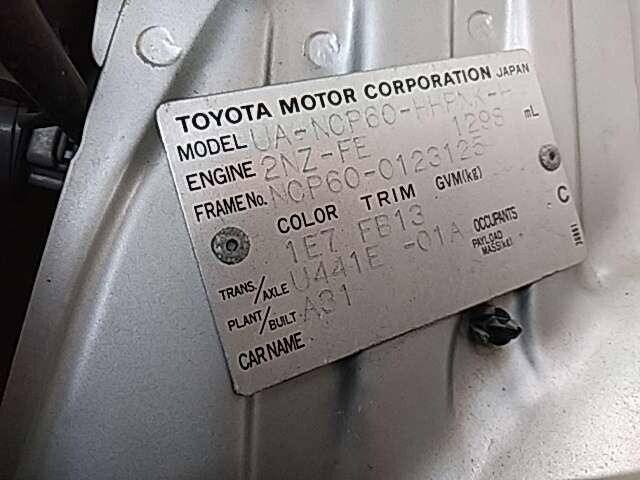 TOYOTA MOTOR CORPORATION JAPAN
MODEL UA-NCP60-
ENGINE 2NZ-FE 1298 mL
FRAME No. NCP60-0123125
COLOR TRIM GVM(kg)
1E7 FB13 C
TRANS./AXLE U441E -01A OCCUPANTS
PAYLOAD MASS(kg)
PLANT/BUILT A31
CAR NAME